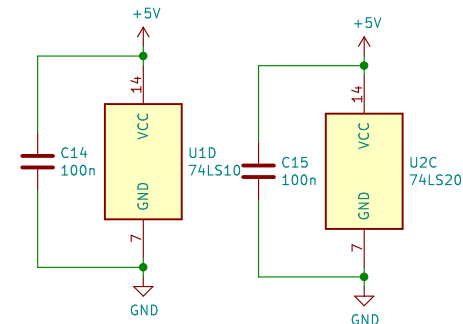 +5V
14
VCC
C14
100n
U1D
74LS10
GND
7
GND
+5V
14
VCC
C15
100n
U2C
74LS20
GND
7
GND